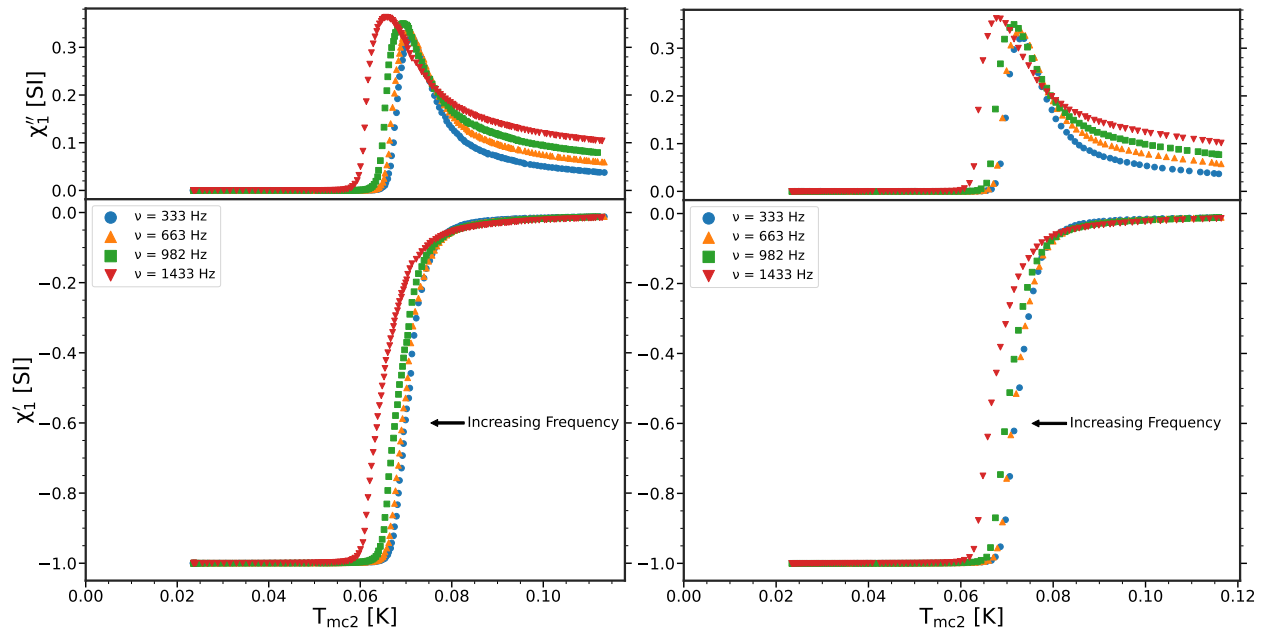 χ₁″ [SI]
0.3
0.2
0.1
0.0
0.3
0.2
0.1
0.0
χ₁′ [SI]
0.0
−0.2
−0.4
−0.6
−0.8
−1.0
ν = 333 Hz
ν = 663 Hz
ν = 982 Hz
ν = 1433 Hz
Increasing Frequency
0.00 0.02 0.04 0.06 0.08 0.10
T_mc2 [K]
0.0
−0.2
−0.4
−0.6
−0.8
−1.0
ν = 333 Hz
ν = 663 Hz
ν = 982 Hz
ν = 1433 Hz
Increasing Frequency
0.00 0.02 0.04 0.06 0.08 0.10 0.12
T_mc2 [K]